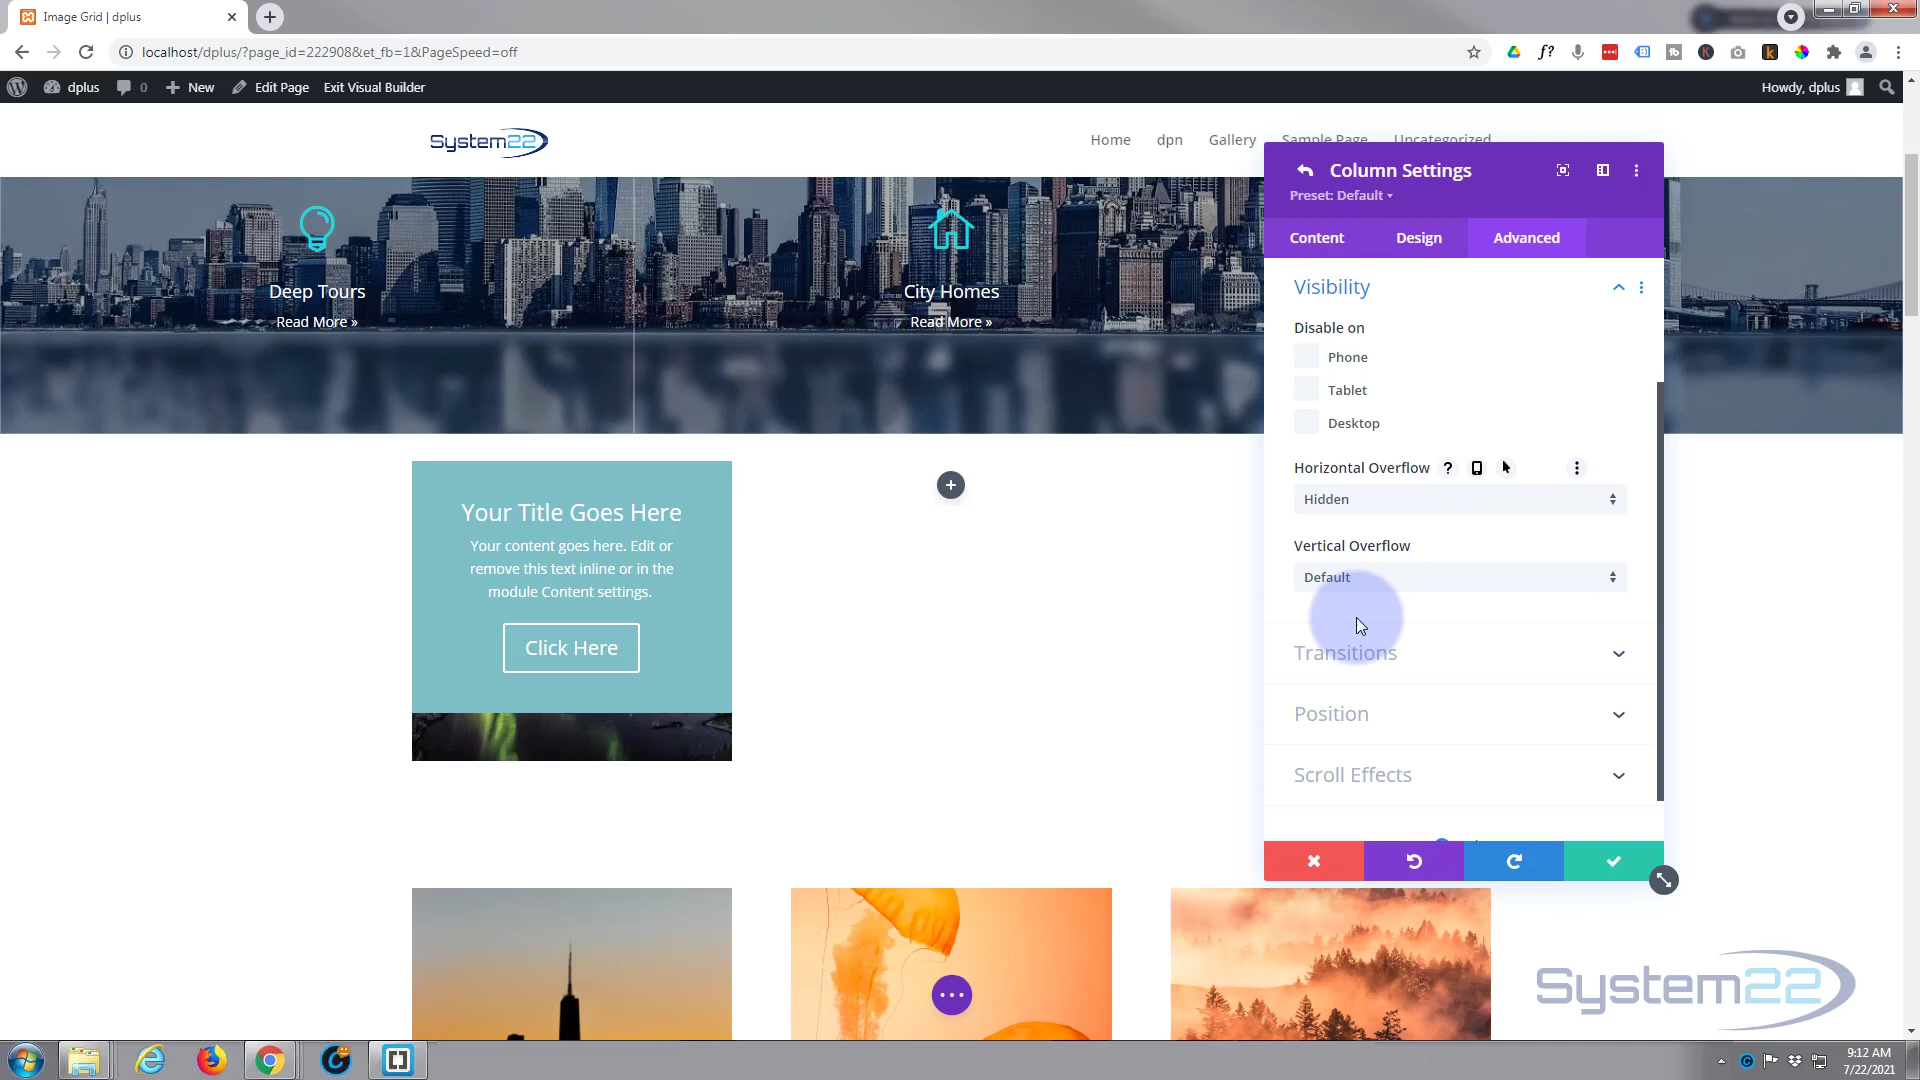 Image Grid | dplus
localhost/dplus/?page_id=222908&et_fb=1&PageSpeed=off
dplus 0 New Edit Page Exit Visual Builder Howdy, dplus
System22 Home dpn Gallery Sample Page Uncategorized
Column Settings
Preset: Default
Content Design Advanced
Deep Tours
Read More »
City Homes
Read More »
Visibility
Disable on
Phone
Tablet
Desktop
Horizontal Overflow ?
Hidden
Vertical Overflow
Default
Transitions
Position
Scroll Effects
Your Title Goes Here
Your content goes here. Edit or
remove this text inline or in the
module Content settings.
Click Here
System22
9:12 AM
7/22/2021